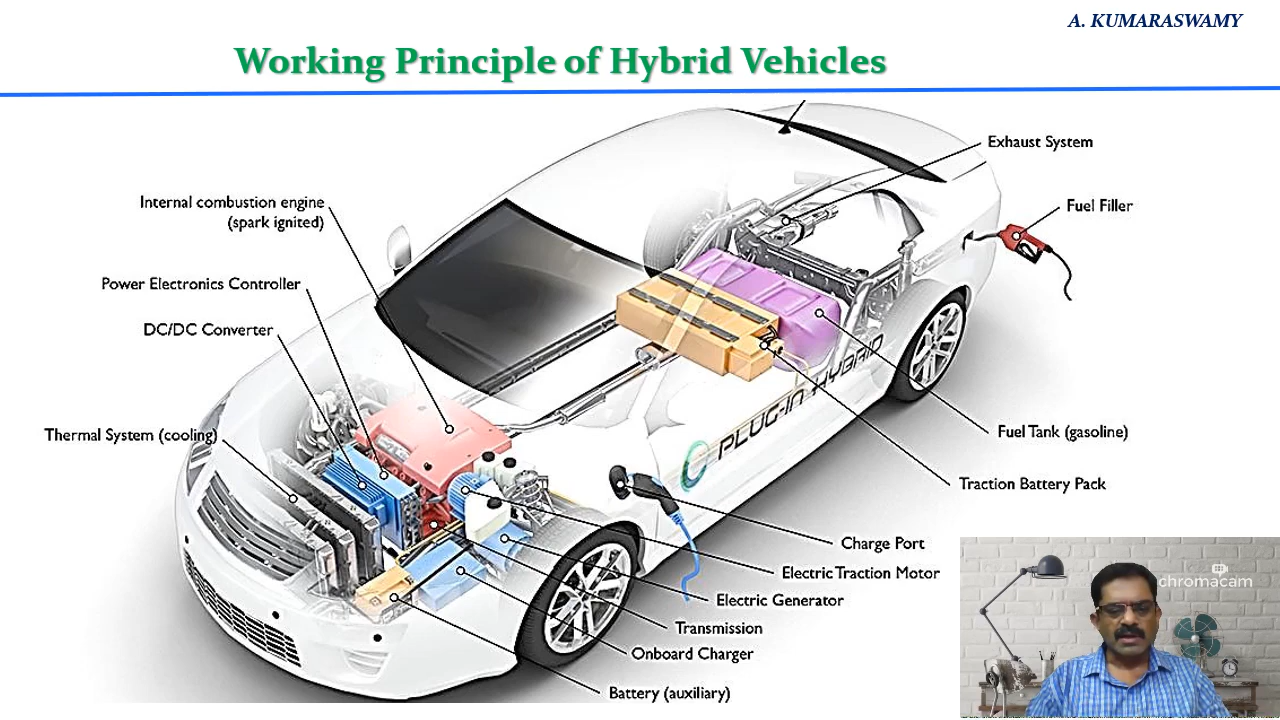 A. KUMARASWAMY
Working Principle of Hybrid Vehicles
Exhaust System
Fuel Filler
Internal combustion engine
(spark ignited)
Power Electronics Controller
DC/DC Converter
Thermal System (cooling)
PLUG-IN HYBRID
Fuel Tank (gasoline)
Traction Battery Pack
Charge Port
Electric Traction Motor
Electric Generator
Transmission
Onboard Charger
Battery (auxiliary)
chromacam